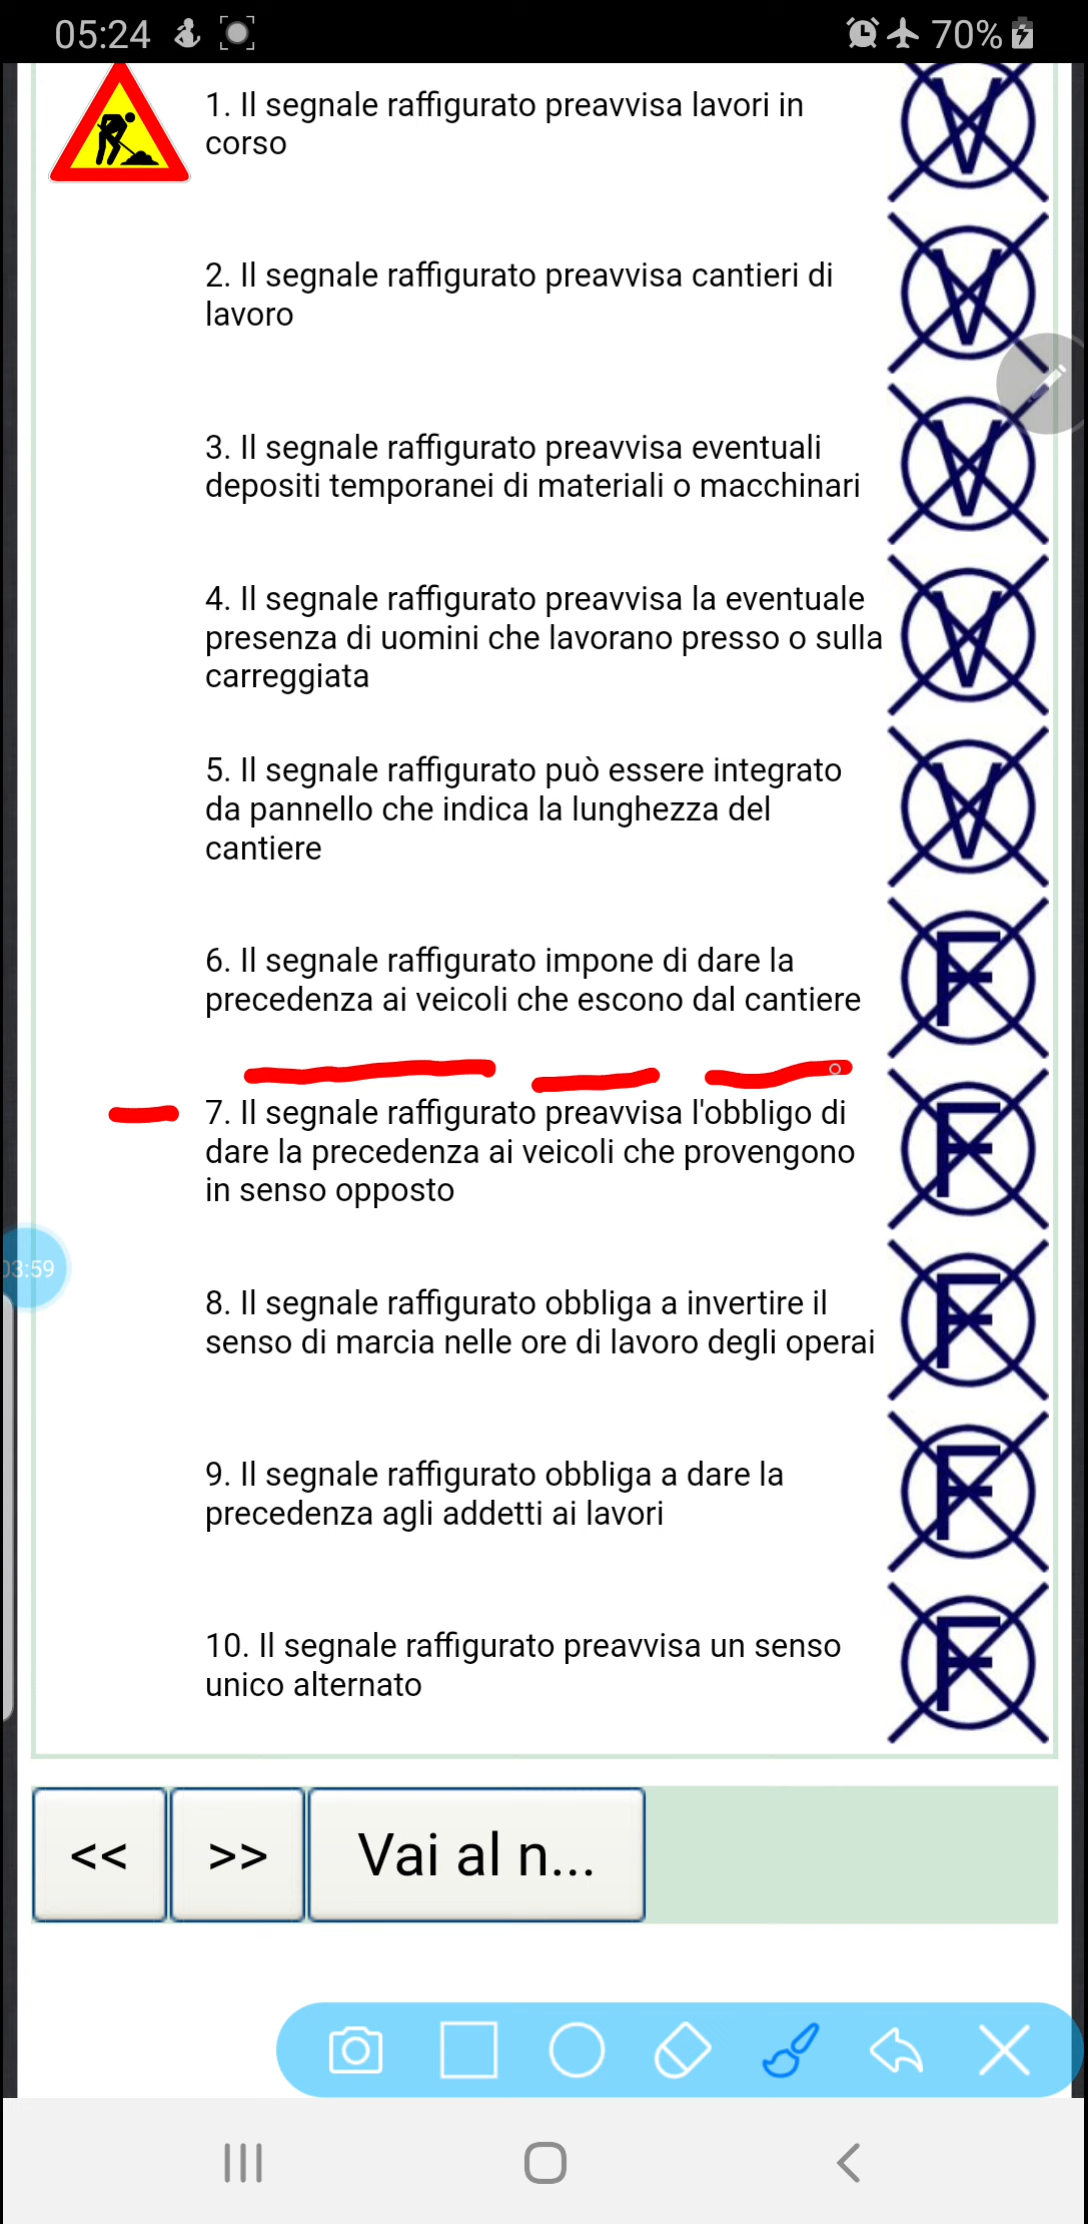 05:24
70%
1. Il segnale raffigurato preavvisa lavori in
corso
V
2. Il segnale raffigurato preavvisa cantieri di
lavoro
V
3. Il segnale raffigurato preavvisa eventuali
depositi temporanei di materiali o macchinari
V
4. Il segnale raffigurato preavvisa la eventuale
presenza di uomini che lavorano presso o sulla
carreggiata
V
5. Il segnale raffigurato può essere integrato
da pannello che indica la lunghezza del
cantiere
V
6. Il segnale raffigurato impone di dare la
precedenza ai veicoli che escono dal cantiere
F
7. Il segnale raffigurato preavvisa l'obbligo di
dare la precedenza ai veicoli che provengono
in senso opposto
F
03:59
8. Il segnale raffigurato obbliga a invertire il
senso di marcia nelle ore di lavoro degli operai
F
9. Il segnale raffigurato obbliga a dare la
precedenza agli addetti ai lavori
F
10. Il segnale raffigurato preavvisa un senso
unico alternato
F
<< >> Vai al n...